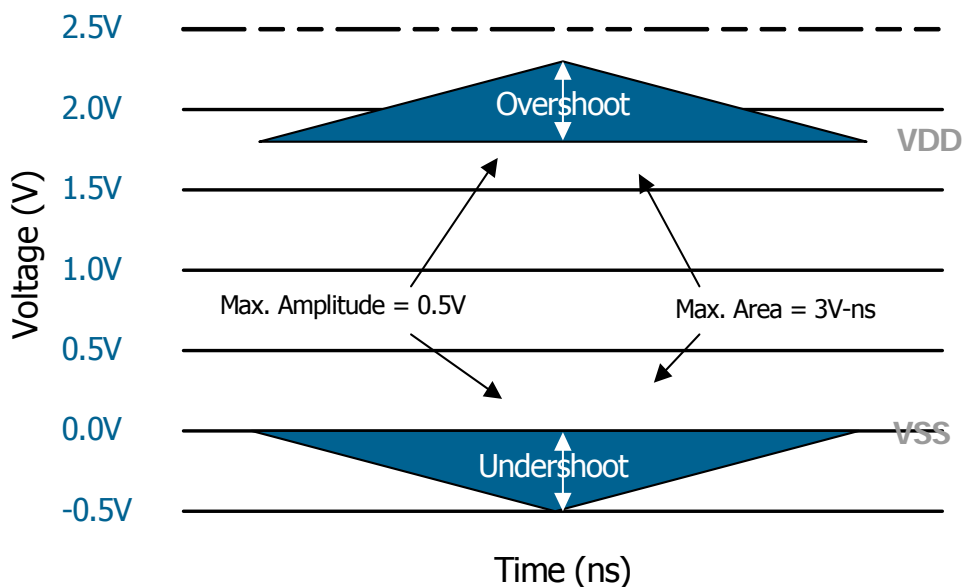 2.5V
Overshoot
2.0V
VDD
1.5V
Voltage (V)
1.0V
Max. Amplitude = 0.5V
Max. Area = 3V-ns
0.5V
0.0V
VSS
Undershoot
-0.5V
Time (ns)